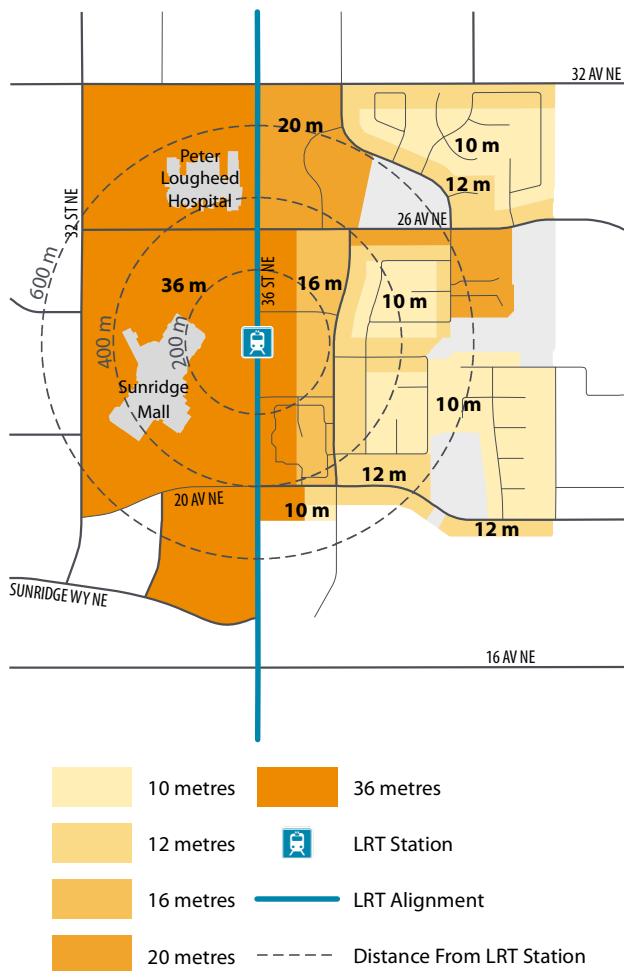 32 AV NE
20 m
Peter
Lougheed
Hospital
10 m
12 m
32 ST NE
26 AV NE
600 m
36 m
36 ST NE
16 m
10 m
400 m
200 m
Sunridge
Mall
10 m
12 m
20 AV NE
10 m
12 m
SUNRIDGE WY NE
16 AV NE
10 metres
36 metres
12 metres
LRT Station
16 metres
LRT Alignment
20 metres
Distance From LRT Station